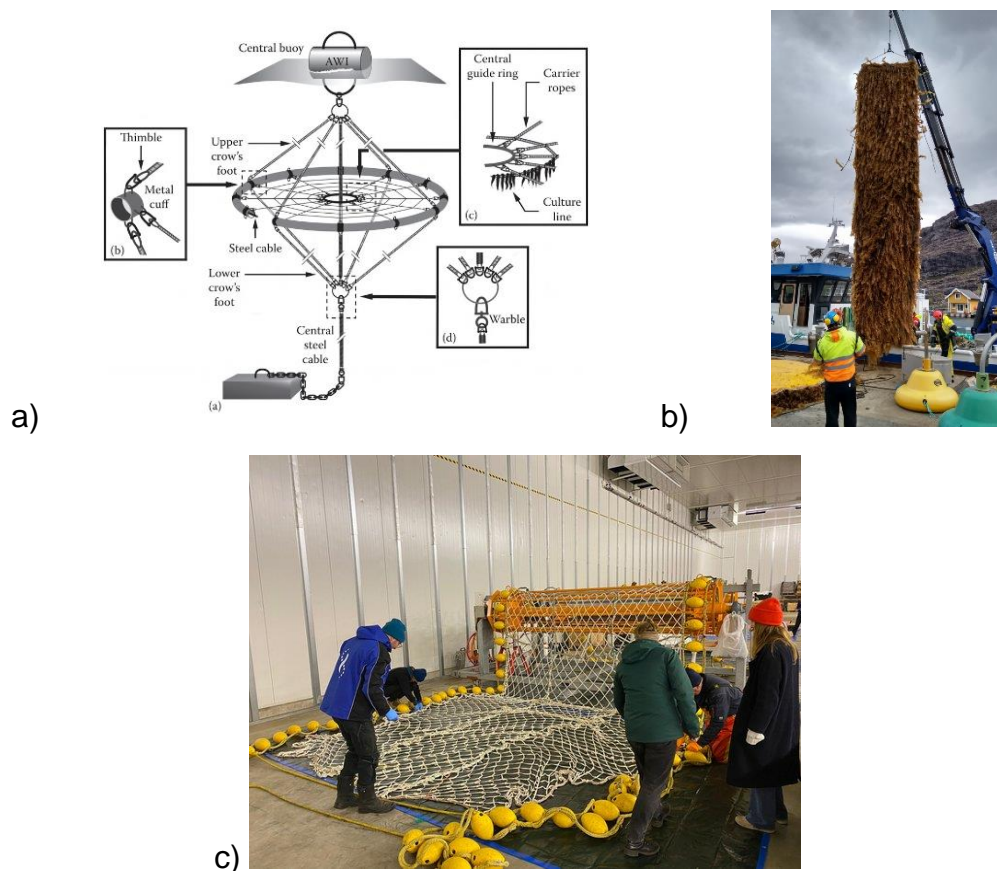 a)
Central buoy
AWI
Upper
crow's
foot
Thimble
Metal
cuff
(b)
Steel cable
Lower
crow's
foot
Central
steel
cable
(a)
Central
guide ring
Carrier
ropes
Culture
line
(c)
Warble
(d)
b)
c)